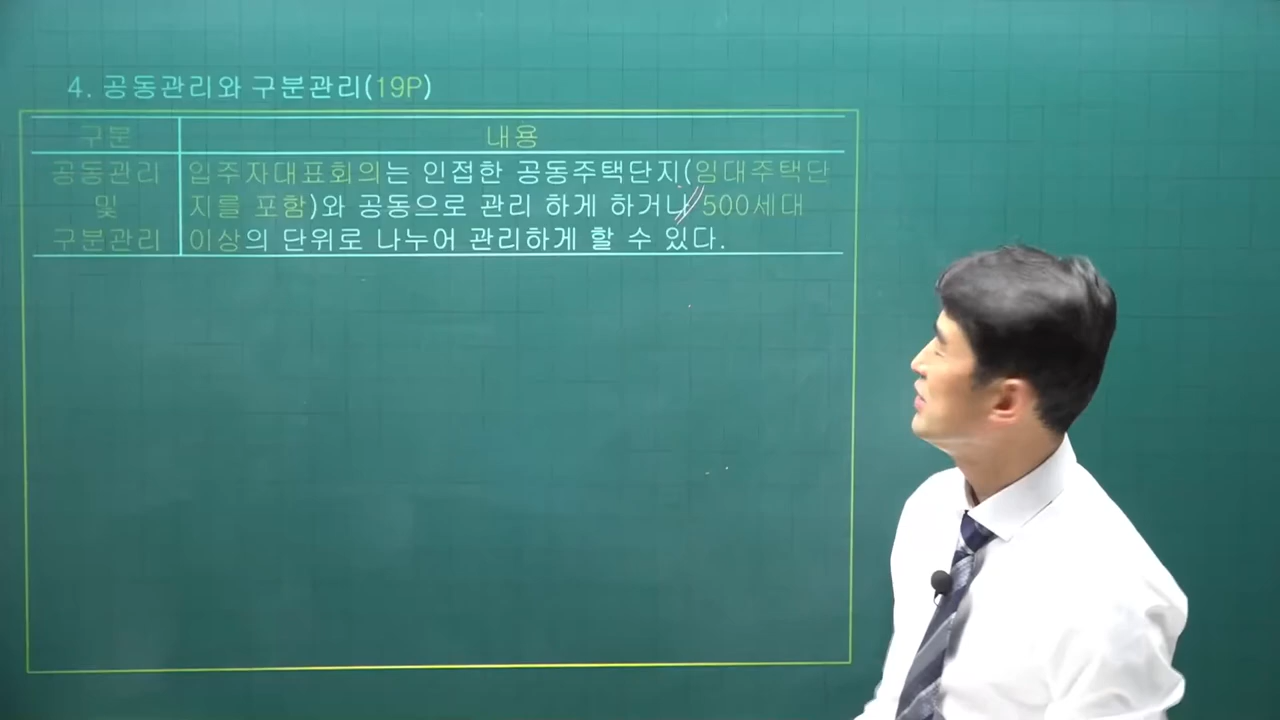 4. 공동관리와 구분관리(19P)
구분 내용
공동관리 입주자대표회의는 인접한 공동주택단지(임대주택단
및 지를 포함)와 공동으로 관리 하게 하거나 500세대
구분관리 이상의 단위로 나누어 관리하게 할 수 있다.